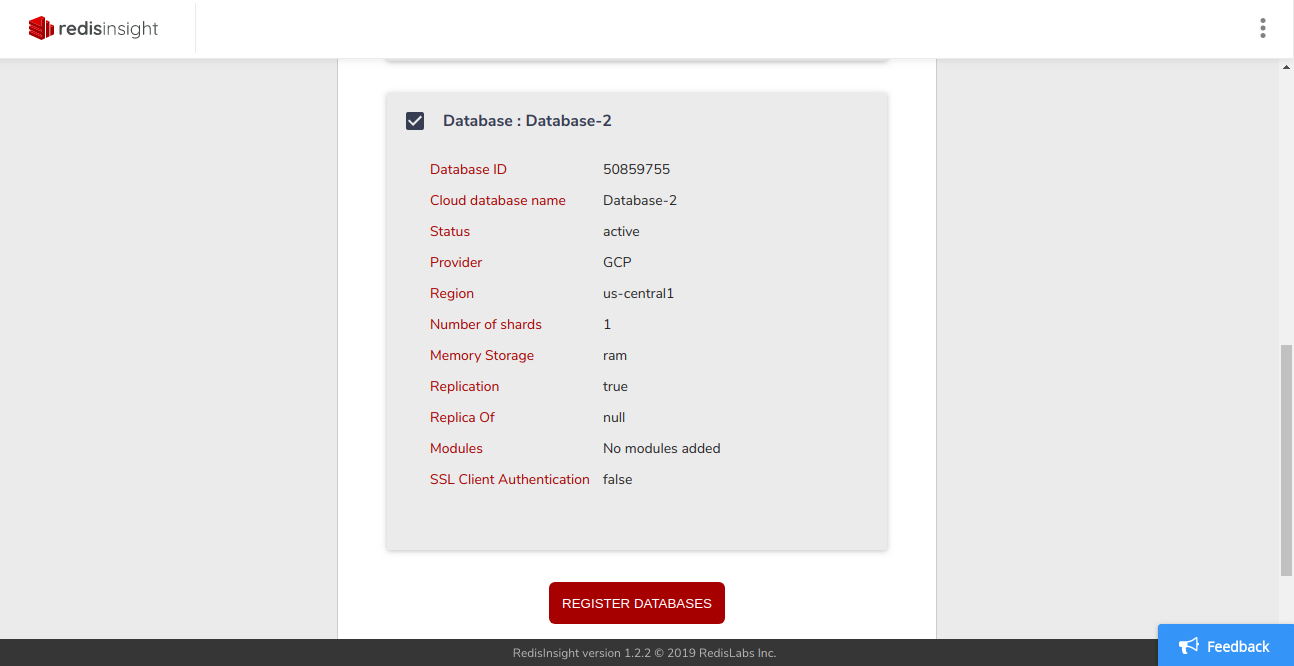 redisinsight
Database : Database-2
Database ID 50859755
Cloud database name Database-2
Status active
Provider GCP
Region us-central1
Number of shards 1
Memory Storage ram
Replication true
Replica Of null
Modules No modules added
SSL Client Authentication false
REGISTER DATABASES
RedisInsight version 1.2.2 © 2019 RedisLabs Inc.
Feedback